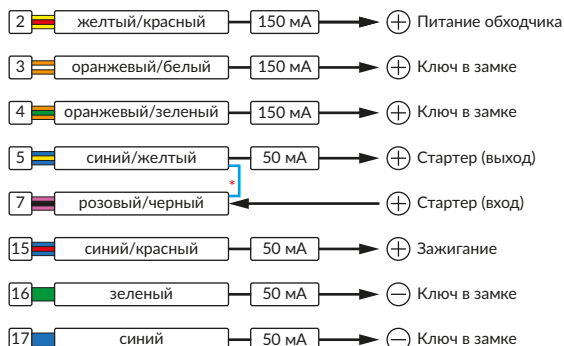 2 желтый/красный 150 мА + Питание обходчика
3 оранжевый/белый 150 мА + Ключ в замке
4 оранжевый/зеленый 150 мА + Ключ в замке
5 синий/желтый 50 мА + Стартер (выход)
*
7 розовый/черный + Стартер (вход)
15 синий/красный 50 мА + Зажигание
16 зеленый 50 мА − Ключ в замке
17 синий 50 мА − Ключ в замке